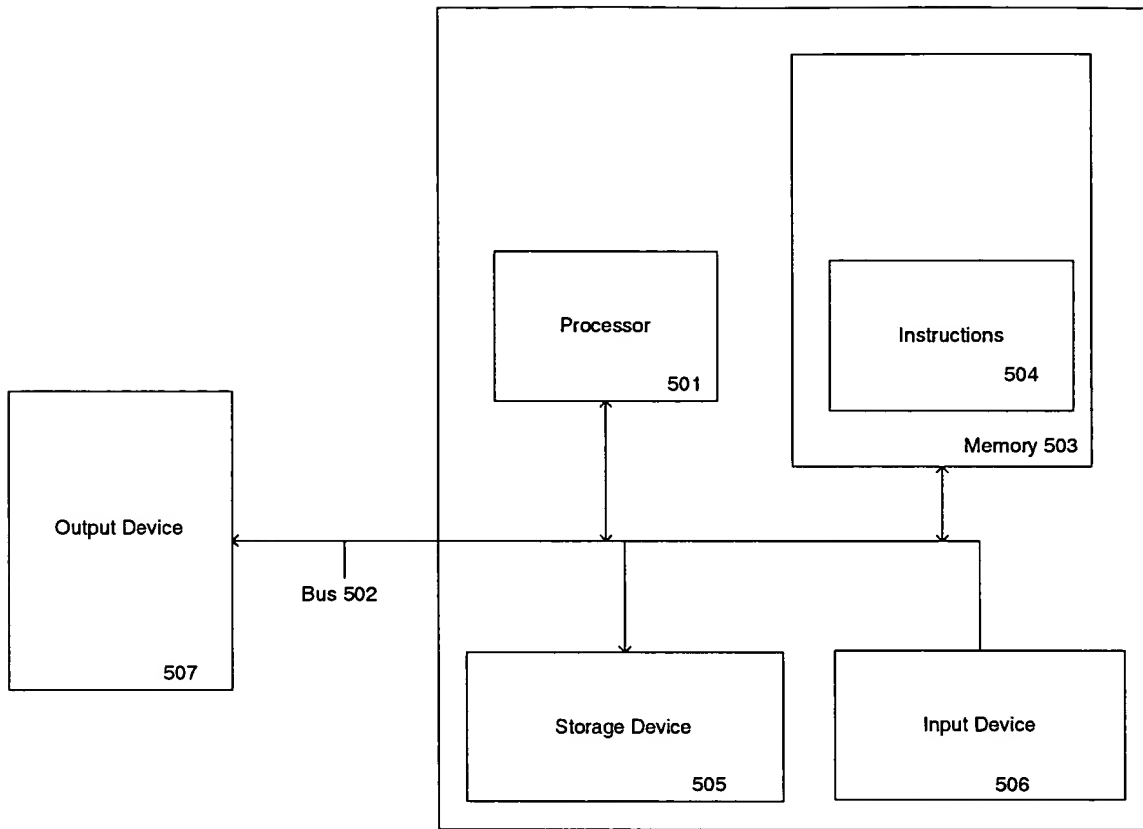 Processor
501
Instructions
504
Memory 503
Output Device
507
Bus 502
Storage Device
505
Input Device
506